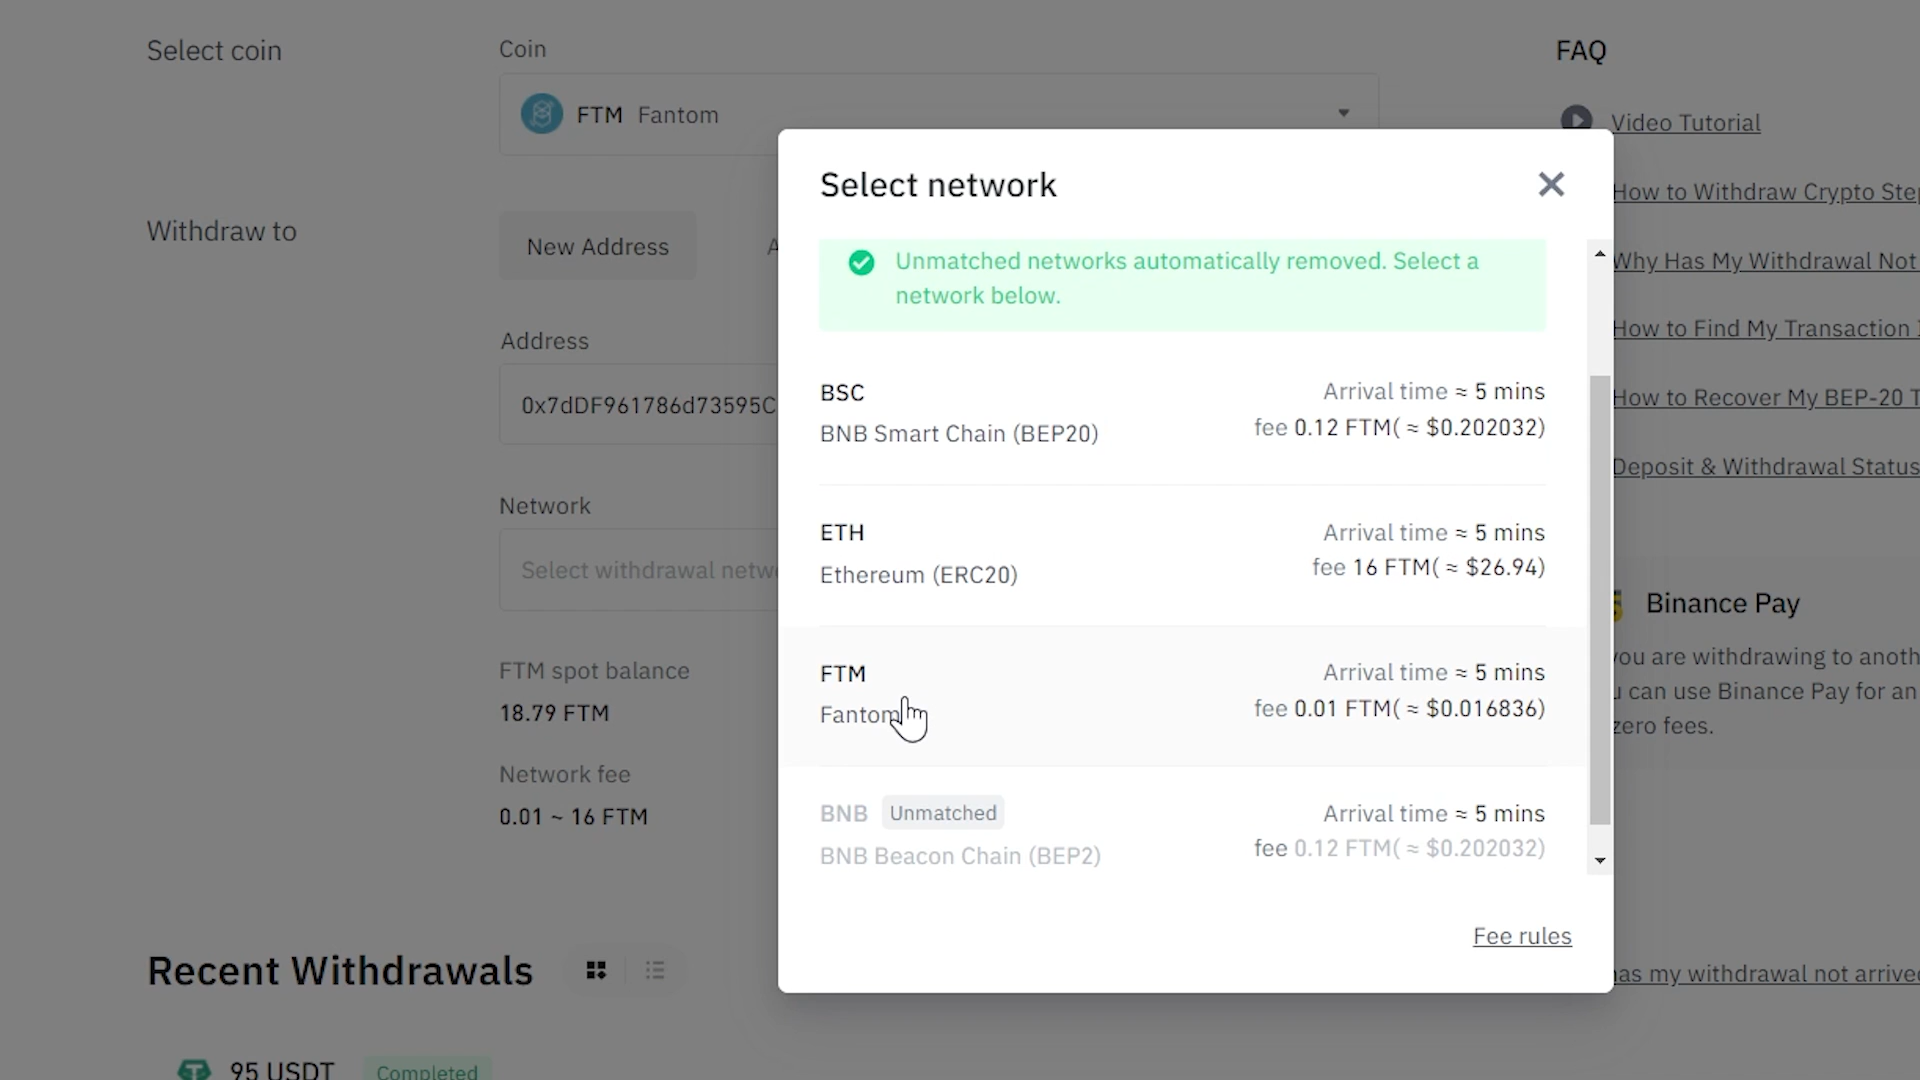 Select coin
Coin
FTM Fantom
Withdraw to
New Address
Address
0x7dDF961786d73595C
Network
Select withdrawal
FTM spot balance
18.79 FTM
Network fee
0.01 ~ 16 FTM
Recent Withdrawals
95 USDT Completed
Select network
Unmatched networks automatically removed. Select a
network below.
BSC
BNB Smart Chain (BEP20)
Arrival time ≈ 5 mins
fee 0.12 FTM( ≈ $0.202032)
ETH
Ethereum (ERC20)
Arrival time ≈ 5 mins
fee 16 FTM( ≈ $26.94)
FTM
Fantom
Arrival time ≈ 5 mins
fee 0.01 FTM( ≈ $0.016836)
BNB Unmatched
BNB Beacon Chain (BEP2)
Arrival time ≈ 5 mins
fee 0.12 FTM( ≈ $0.202032)
Fee rules
FAQ
Video Tutorial
How to Withdraw Crypto Step
Why Has My Withdrawal Not
How to Find My Transaction
How to Recover My BEP-20
Deposit & Withdrawal Status
Binance Pay
you are withdrawing to
can use Binance Pay for an
zero fees.
has my withdrawal not